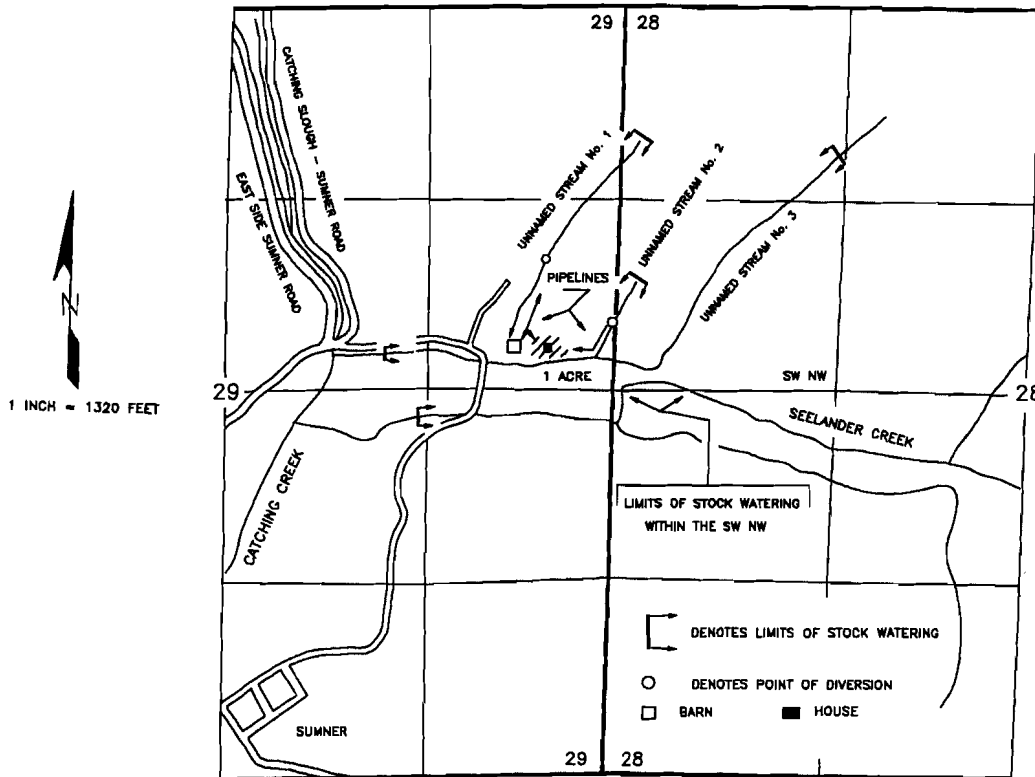 29 28
CATCHING SLOUGH - SUMNER ROAD
EAST SIDE SUMNER ROAD
UNNAMED STREAM No. 1
UNNAMED STREAM No. 2
UNNAMED STREAM No. 3
PIPELINES
N
1 ACRE
SW NW
1 INCH = 1320 FEET
29
28
SEELANDER CREEK
CATCHING CREEK
LIMITS OF STOCK WATERING
WITHIN THE SW NW
DENOTES LIMITS OF STOCK WATERING
DENOTES POINT OF DIVERSION
BARN
HOUSE
SUMNER
29 28